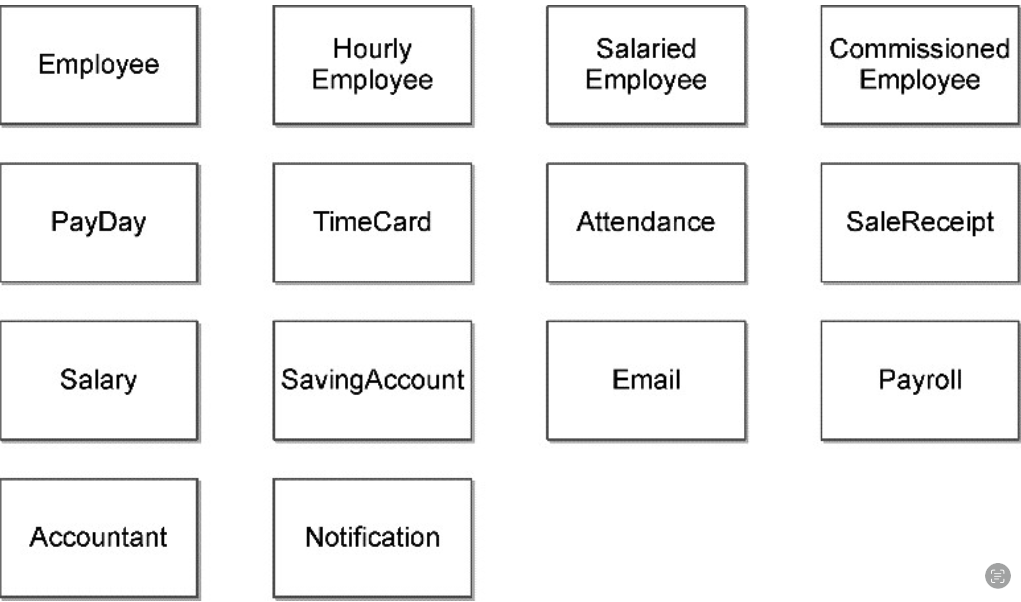 Employee
Hourly
Employee
Salaried
Employee
Commissioned
Employee
PayDay
TimeCard
Attendance
SaleReceipt
Salary
SavingAccount
Email
Payroll
Accountant
Notification